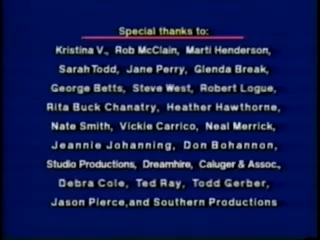 Special thanks to:
Kristina V., Rob McClain, Marti Henderson,
Sarah Todd, Jane Perry, Glenda Break,
George Betts, Steve West, Robert Logue,
Rita Buck Chanatry, Heather Hawthorne,
Nate Smith, Vickie Carrico, Neal Merrick,
Jeannie Johanning, Don Bohannon,
Studio Productions, Dreamhire, Caluger & Assoc.,
Debra Cole, Ted Ray, Todd Gerber,
Jason Pierce,and Southern Productions